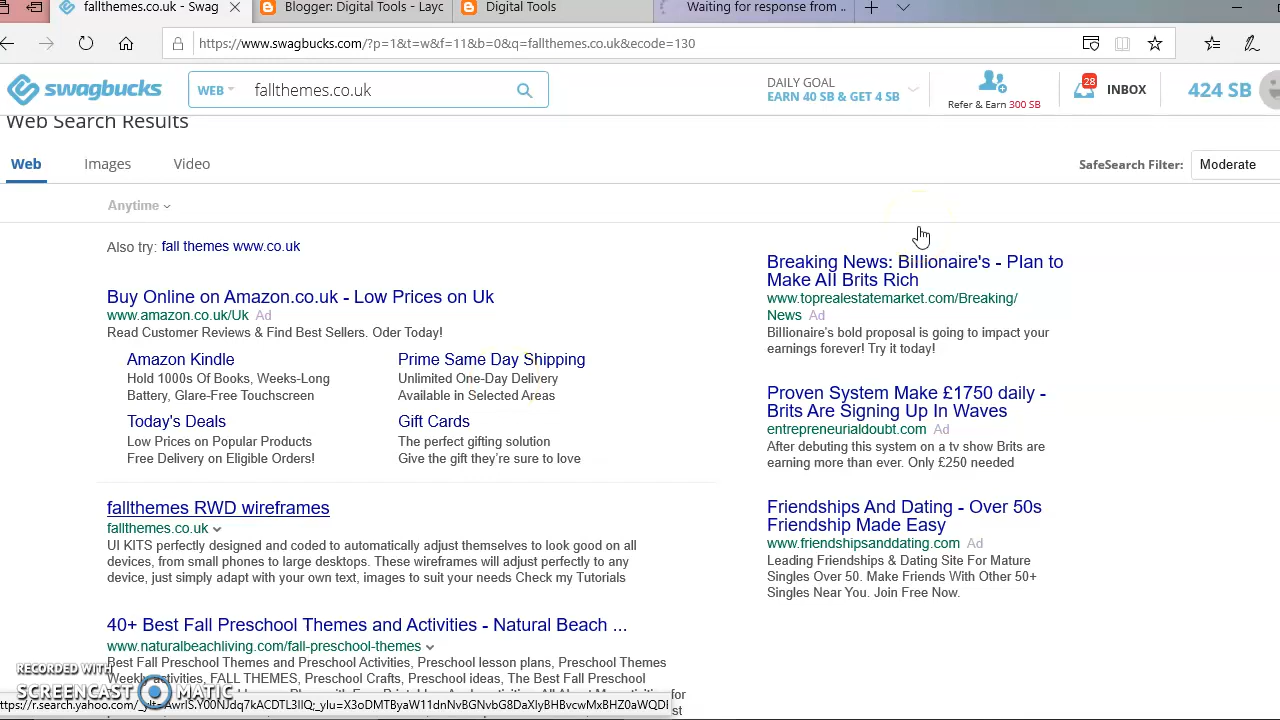 fallthemes.co.uk - Swag
Blogger: Digital Tools - Layc
Digital Tools
Waiting for response from ..
https://www.swagbucks.com/?p=1&t=w&f=11&b=0&q=fallthemes.co.uk&ecode=130
swagbucks
WEB
fallthemes.co.uk
DAILY GOAL
EARN 40 SB & GET 4 SB
Refer & Earn 300 SB
28
INBOX
424 SB
Web Search Results
Web
Images
Video
SafeSearch Filter:
Moderate
Anytime
Also try: fall themes www.co.uk
Buy Online on Amazon.co.uk - Low Prices on Uk
www.amazon.co.uk/Uk Ad
Read Customer Reviews & Find Best Sellers. Oder Today!
Amazon Kindle
Hold 1000s Of Books, Weeks-Long
Battery, Glare-Free Touchscreen
Prime Same Day Shipping
Unlimited One-Day Delivery
Available in Selected Areas
Today's Deals
Low Prices on Popular Products
Free Delivery on Eligible Orders!
Gift Cards
The perfect gifting solution
Give the gift they're sure to love
fallthemes RWD wireframes
fallthemes.co.uk
UI KITS perfectly designed and coded to automatically adjust themselves to look good on all
devices, from small phones to large desktops. These wireframes will adjust perfectly to any
device, just simply adapt with your own text, images to suit your needs Check my Tutorials
40+ Best Fall Preschool Themes and Activities - Natural Beach ...
www.naturalbeachliving.com/fall-preschool-themes
Best Fall Preschool Themes and Preschool Activities, Preschool lesson plans, Preschool Themes
Weekly activities, FALL THEMES, Preschool Crafts, Preschool ideas, The Best Fall Preschool
Breaking News: Billionaire's - Plan to
Make All Brits Rich
www.toprealestatemarket.com/Breaking/
News Ad
Billionaire's bold proposal is going to impact your
earnings forever! Try it today!
Proven System Make £1750 daily -
Brits Are Signing Up In Waves
entrepreneurialdoubt.com Ad
After debuting this system on a tv show Brits are
earning more than ever. Only £250 needed
Friendships And Dating - Over 50s
Friendship Made Easy
www.friendshipsanddating.com Ad
Leading Friendships & Dating Site For Mature
Singles Over 50. Make Friends With Other 50+
Singles Near You. Join Free Now.
RECORDED WITH
SCREENCAST MATIC